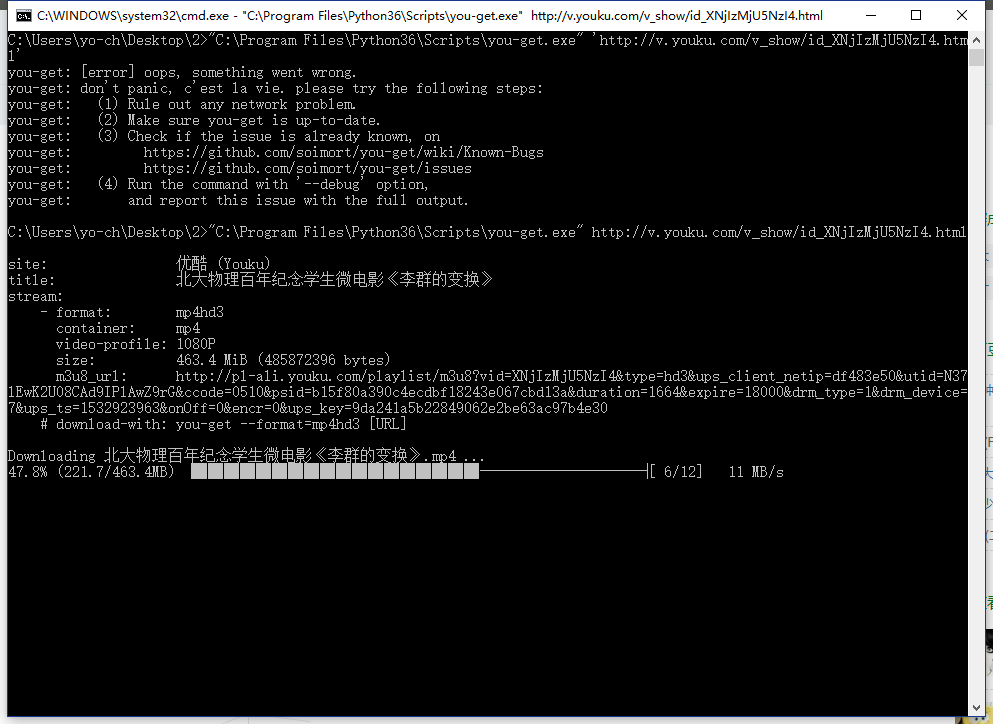 C:\WINDOWS\system32\cmd.exe - "C:\Program Files\Python36\Scripts\you-get.exe" http://v.youku.com/v_show/id_XNjIzMjU5NzI4.html
C:\Users\yo-ch\Desktop\2>"C:\Program Files\Python36\Scripts\you-get.exe" 'http://v.youku.com/v_show/id_XNjIzMjU5NzI4.htm
l'
you-get: [error] oops, something went wrong.
you-get: don't panic, c'est la vie. please try the following steps:
you-get:   (1) Rule out any network problem.
you-get:   (2) Make sure you-get is up-to-date.
you-get:   (3) Check if the issue is already known, on
you-get:         https://github.com/soimort/you-get/wiki/Known-Bugs
you-get:         https://github.com/soimort/you-get/issues
you-get:   (4) Run the command with '--debug' option,
you-get:       and report this issue with the full output.
C:\Users\yo-ch\Desktop\2>"C:\Program Files\Python36\Scripts\you-get.exe" http://v.youku.com/v_show/id_XNjIzMjU5NzI4.html
site:                优酷 (Youku)
title:               北大物理百年纪念学生微电影《李群的变换》
stream:
    - format:        mp4hd3
      container:     mp4
      video-profile: 1080P
      size:          463.4 MiB (485872396 bytes)
      m3u8_url:      http://pl-ali.youku.com/playlist/m3u8?vid=XNjIzMjU5NzI4&type=hd3&ups_client_netip=df483e50&utid=N37
1EwK2U08CAd9IP1AwZ9rG&ccode=0510&psid=b15f80a390c4ecdbf18243e067cbd13a&duration=1664&expire=18000&drm_type=1&drm_device=
7&ups_ts=1532923963&onOff=0&encr=0&ups_key=9da241a5b22849062e2be63ac97b4e30
    # download-with: you-get --format=mp4hd3 [URL]
Downloading 北大物理百年纪念学生微电影《李群的变换》.mp4 ...
47.8% (221.7/463.4MB) [ 6/12]   11 MB/s